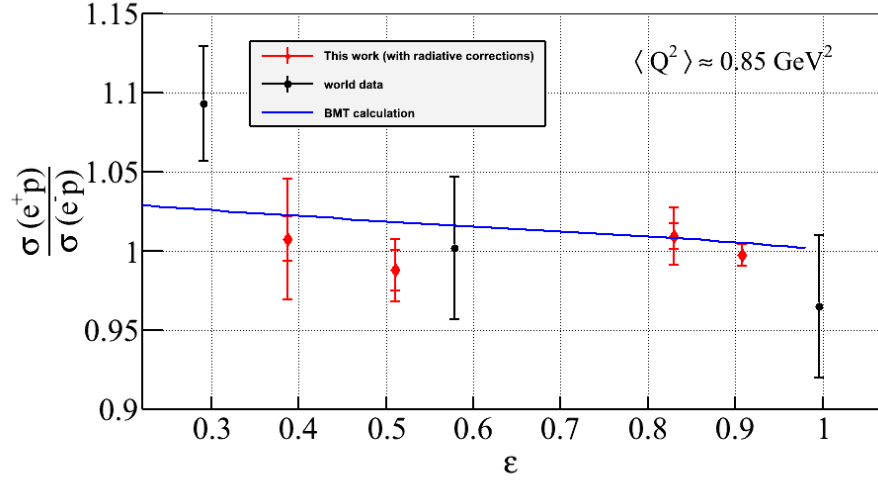 1.15
1.1
1.05
1
0.95
0.9
σ (e⁺p)
σ (e⁻p)
This work (with radiative corrections)
world data
BMT calculation
⟨ Q² ⟩ ≈ 0.85 GeV²
0.3 0.4 0.5 0.6 0.7 0.8 0.9 1
ε